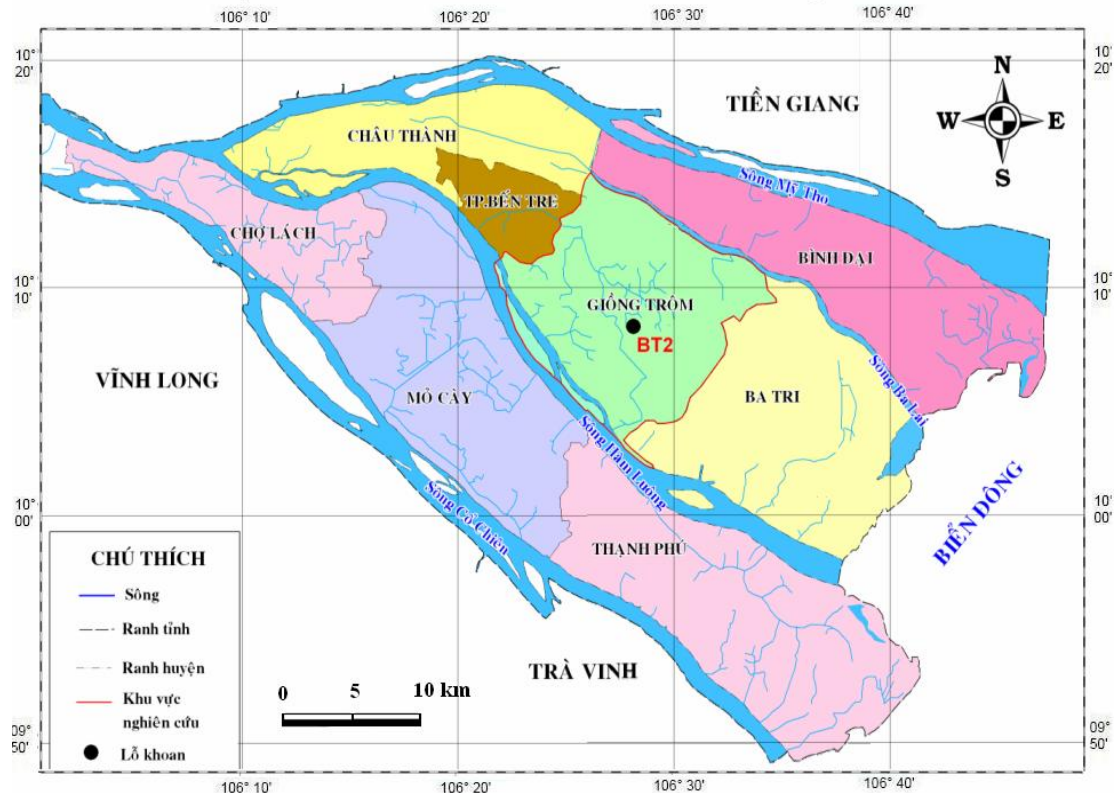 106° 10'
106° 20'
106° 30'
106° 40'
10°
20'
10°
20'
N
W
E
S
TIỀN GIANG
CHÂU THÀNH
Sông Mỹ Tho
TP.BẾN TRE
CHỢ LÁCH
BÌNH ĐẠI
10°
10'
10°
10'
GIỒNG TRÔM
BT2
VĨNH LONG
Sông Ba Lai
MỎ CÀY
BA TRI
Sông Hàm Luông
Sông Cổ Chiên
10°
00'
10°
00'
BIỂN ĐÔNG
THẠNH PHÚ
CHÚ THÍCH
Sông
Ranh tỉnh
Ranh huyện
Khu vực
nghiên cứu
Lỗ khoan
TRÀ VINH
0
5
10 km
09°
50'
09°
50'
106° 10'
106° 20'
106° 30'
106° 40'